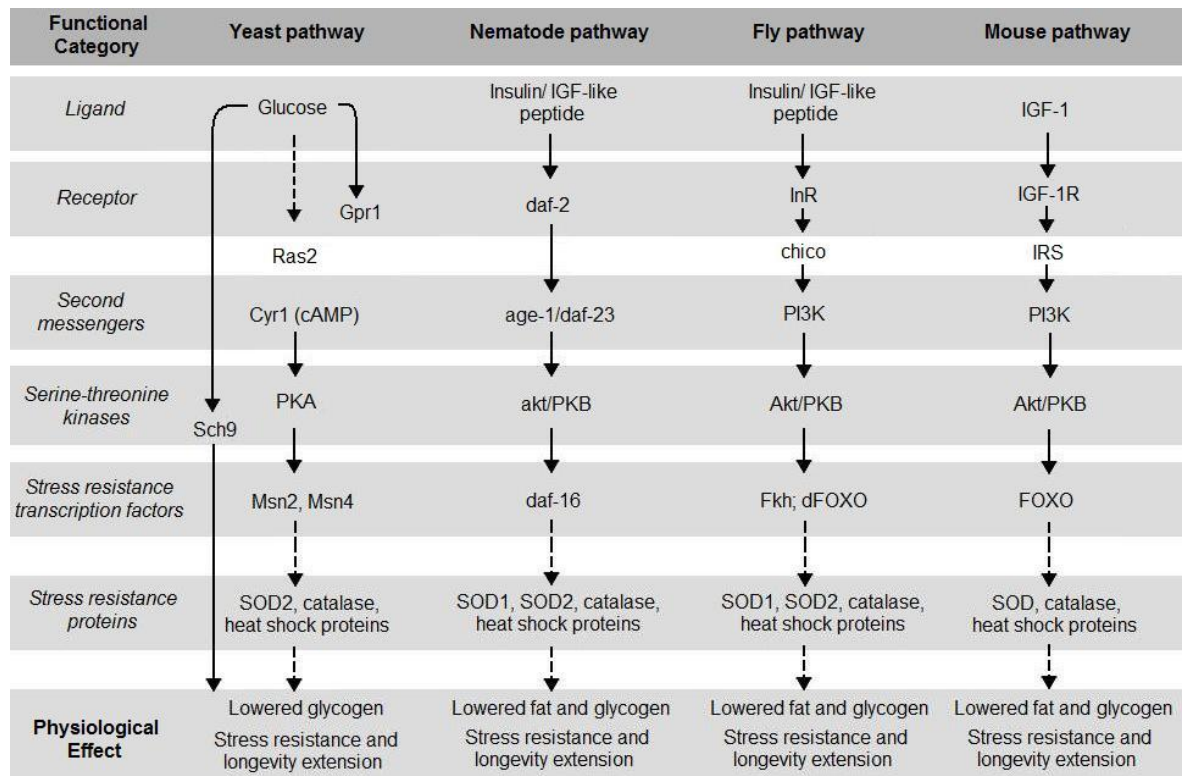 Functional
Category
Yeast pathway
Nematode pathway
Fly pathway
Mouse pathway
Ligand
Glucose
Insulin/ IGF-like
peptide
Insulin/ IGF-like
peptide
IGF-1
Receptor
Gpr1
daf-2
InR
IGF-1R
Ras2
chico
IRS
Second
messengers
Cyr1 (cAMP)
age-1/daf-23
PI3K
PI3K
Serine-threonine
kinases
Sch9
PKA
akt/PKB
Akt/PKB
Akt/PKB
Stress resistance
transcription factors
Msn2, Msn4
daf-16
Fkh; dFOXO
FOXO
Stress resistance
proteins
SOD2, catalase,
heat shock proteins
SOD1, SOD2, catalase,
heat shock proteins
SOD1, SOD2, catalase,
heat shock proteins
SOD, catalase,
heat shock proteins
Physiological
Effect
Lowered glycogen
Stress resistance and
longevity extension
Lowered fat and glycogen
Stress resistance and
longevity extension
Lowered fat and glycogen
Stress resistance and
longevity extension
Lowered fat and glycogen
Stress resistance and
longevity extension